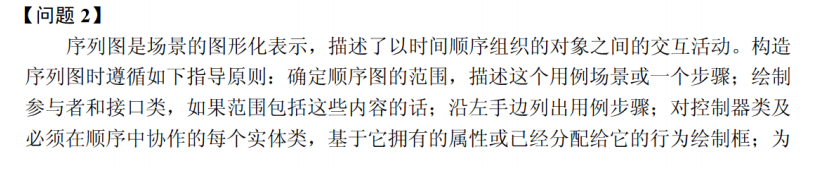 【问题 2】
序列图是场景的图形化表示，描述了以时间顺序组织的对象之间的交互活动。构造
序列图时遵循如下指导原则：确定顺序图的范围，描述这个用例场景或一个步骤；绘制
参与者和接口类，如果范围包括这些内容的话；沿左手边列出用例步骤；对控制器类及
必须在顺序中协作的每个实体类，基于它拥有的属性或已经分配给它的行为绘制框；为